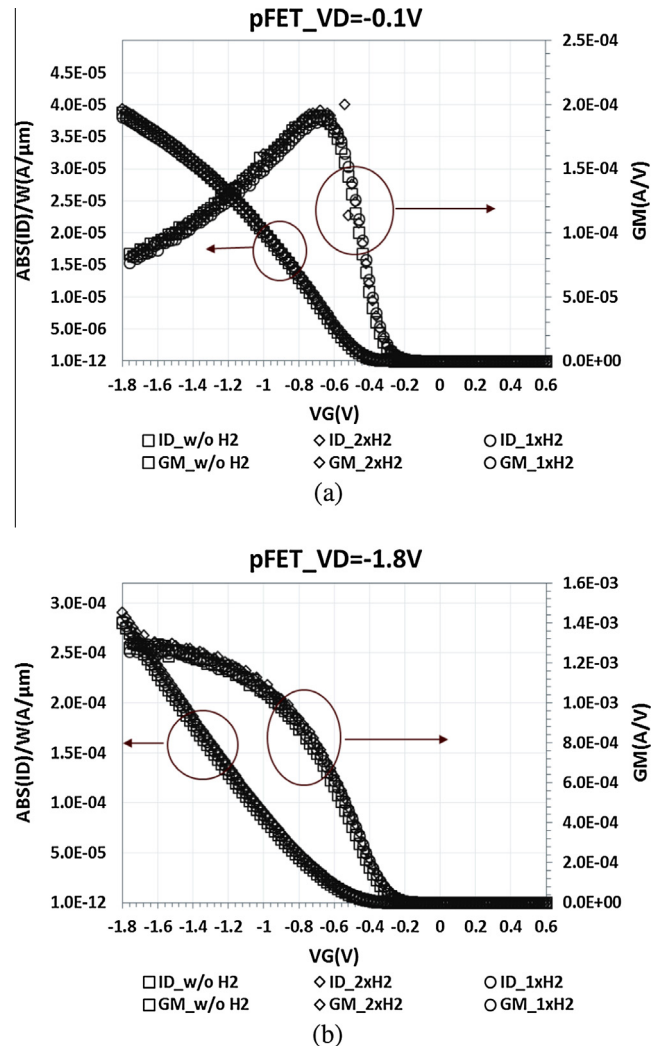 pFET_VD=-0.1V
ABS(ID)/W(A/µm)
4.5E-05
4.0E-05
3.5E-05
3.0E-05
2.5E-05
2.0E-05
1.5E-05
1.0E-05
5.0E-06
1.0E-12
2.5E-04
2.0E-04
1.5E-04
1.0E-04
5.0E-05
0.0E+00
GM(A/V)
-1.8 -1.6 -1.4 -1.2 -1 -0.8 -0.6 -0.4 -0.2 0 0.2 0.4 0.6
VG(V)
ID_w/o H2 ID_2xH2 ID_1xH2
GM_w/o H2 GM_2xH2 GM_1xH2
(a)
pFET_VD=-1.8V
ABS(ID)/W(A/µm)
3.0E-04
2.5E-04
2.0E-04
1.5E-04
1.0E-04
5.0E-05
1.0E-12
1.6E-03
1.4E-03
1.2E-03
1.0E-03
8.0E-04
6.0E-04
4.0E-04
2.0E-04
0.0E+00
GM(A/V)
-1.8 -1.6 -1.4 -1.2 -1 -0.8 -0.6 -0.4 -0.2 0 0.2 0.4 0.6
VG(V)
ID_w/o H2 ID_2xH2 ID_1xH2
GM_w/o H2 GM_2xH2 GM_1xH2
(b)